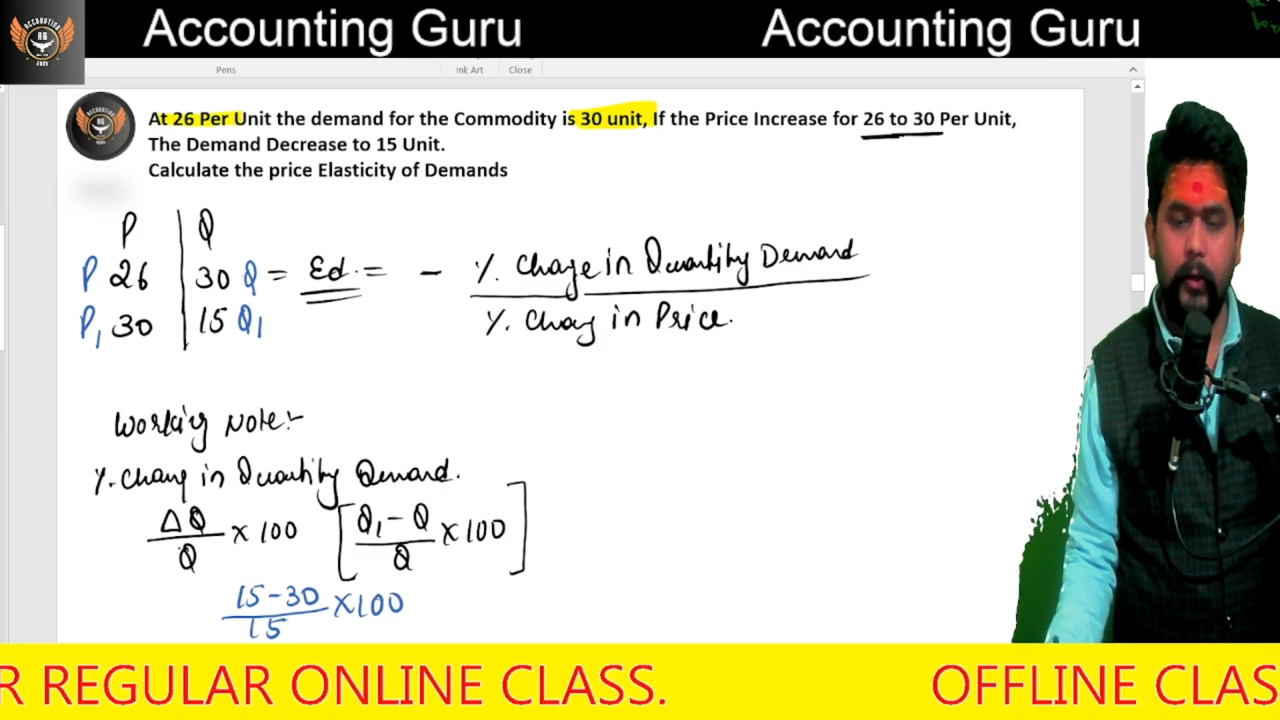 Accounting Guru
Accounting Guru
ACCOUNTING
AG
GURU
Pens
Ink Art
Close
At 26 Per Unit the demand for the Commodity is 30 unit, If the Price Increase for 26 to 30 Per Unit,
The Demand Decrease to 15 Unit.
Calculate the price Elasticity of Demands
P | Q
P 26 | 30 Q = Ed = - % Change in Quantity Demand
P1 30 | 15 Q1 % Chang in Price.
Working Note:-
% Chang in Quantity Demand.
ΔQ/Q × 100 [Q1 - Q/Q × 100]
15 - 30/15 × 100
R REGULAR ONLINE CLASS.
OFFLINE CLAS